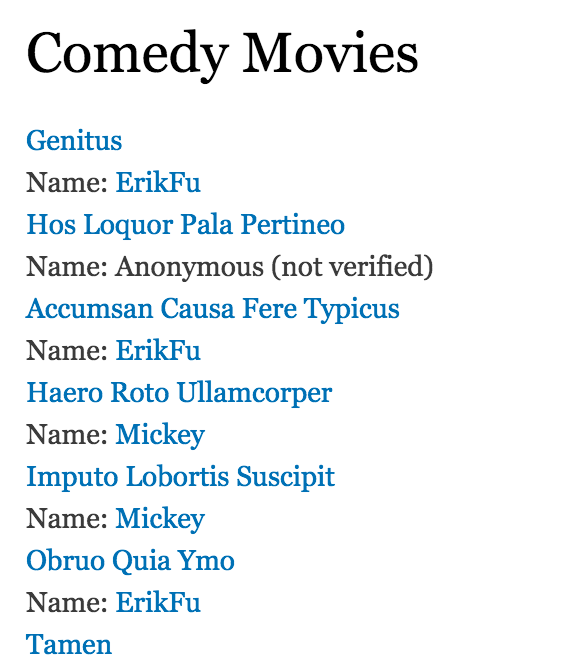 Comedy Movies
Genitus
Name: ErikFu
Hos Loquor Pala Pertineo
Name: Anonymous (not verified)
Accumsan Causa Fere Typicus
Name: ErikFu
Haero Roto Ullamcorper
Name: Mickey
Imputo Lobortis Suscipit
Name: Mickey
Obruo Quia Ymo
Name: ErikFu
Tamen